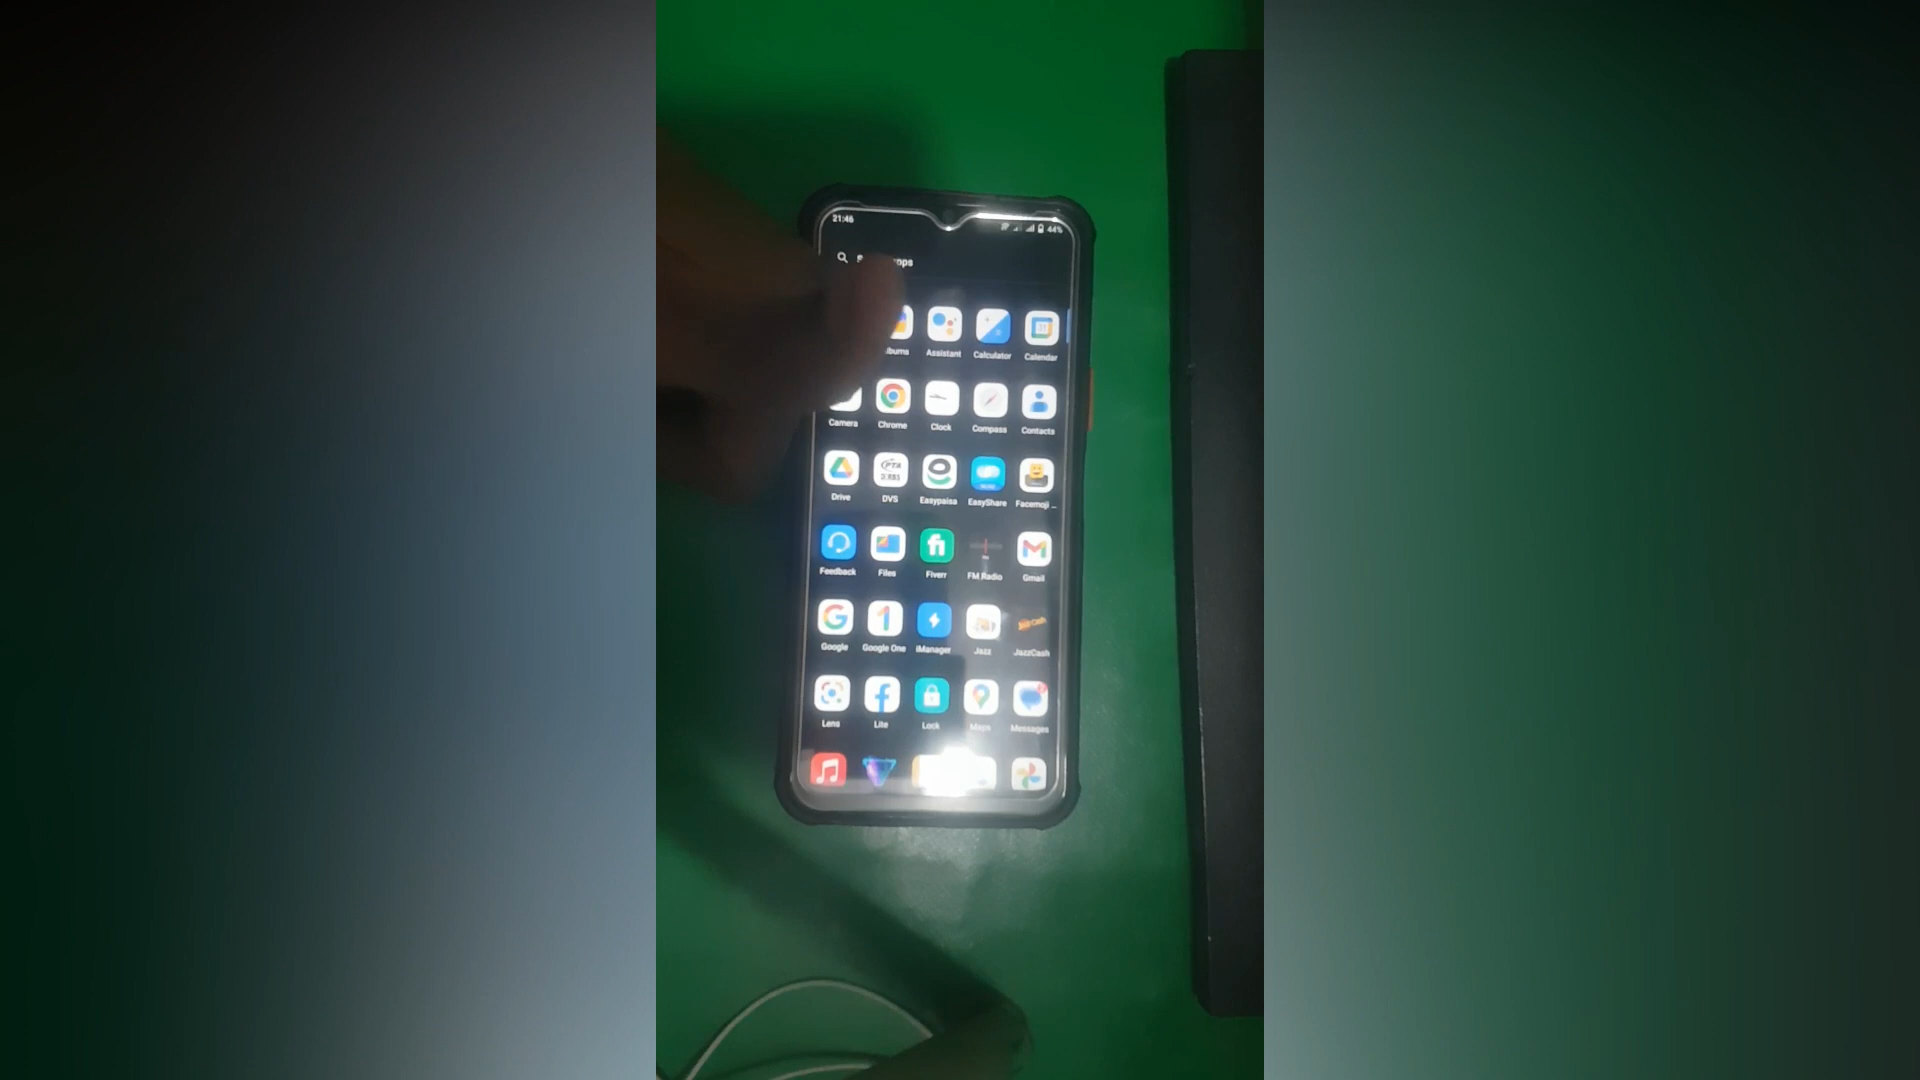 21:46
44%
Assistant
Calculator
Calendar
Camera
Chrome
Clock
Compass
Contacts
Drive
DVS
Easypaisa
EasyShare
Facemoji ...
Feedback
Files
Fiverr
FM Radio
Gmail
Google
Google One
iManager
Jazz
JazzCash
Lens
Lite
Lock
Maps
Messages